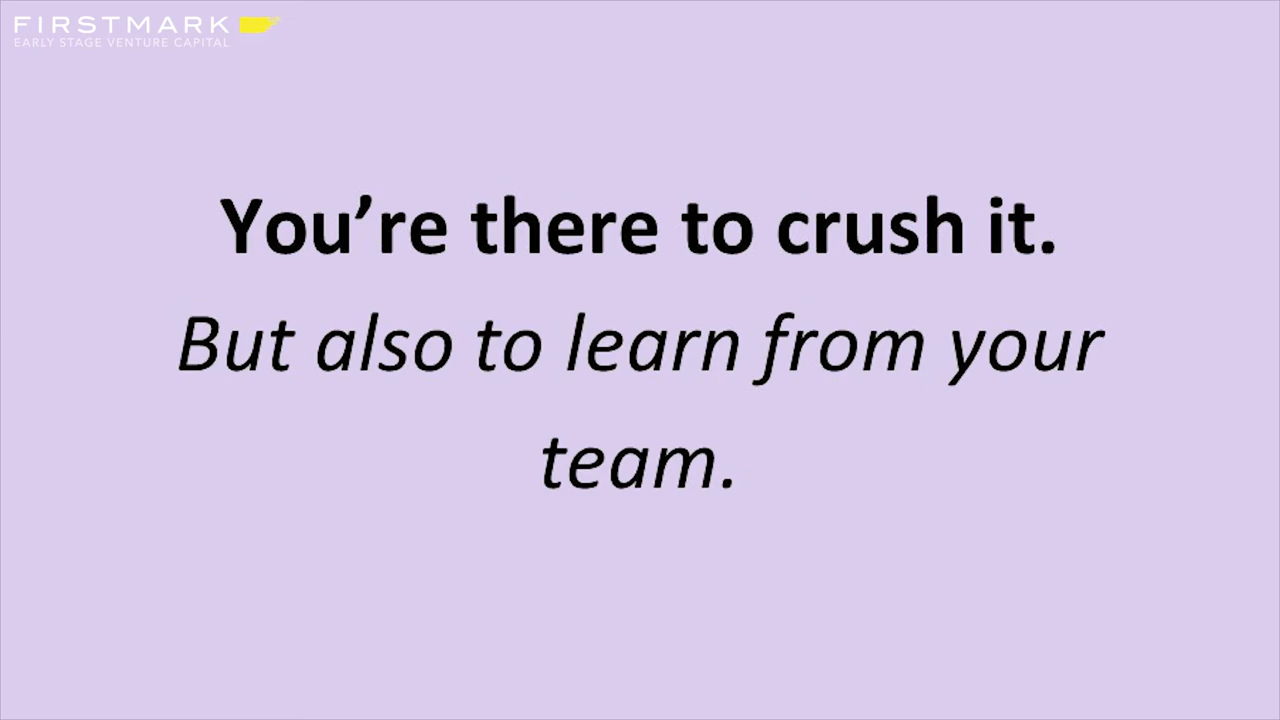 FIRSTMARK
EARLY STAGE VENTURE CAPITAL
You’re there to crush it.
But also to learn from your
team.